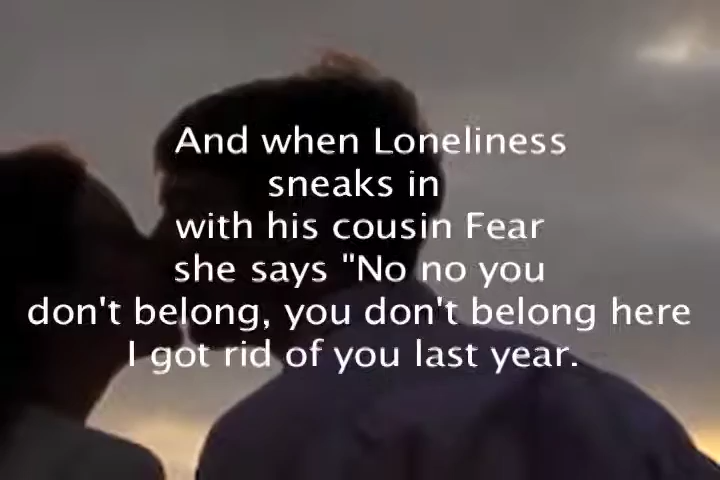 And when Loneliness
sneaks in
with his cousin Fear
she says "No no you
don't belong, you don't belong here
I got rid of you last year.